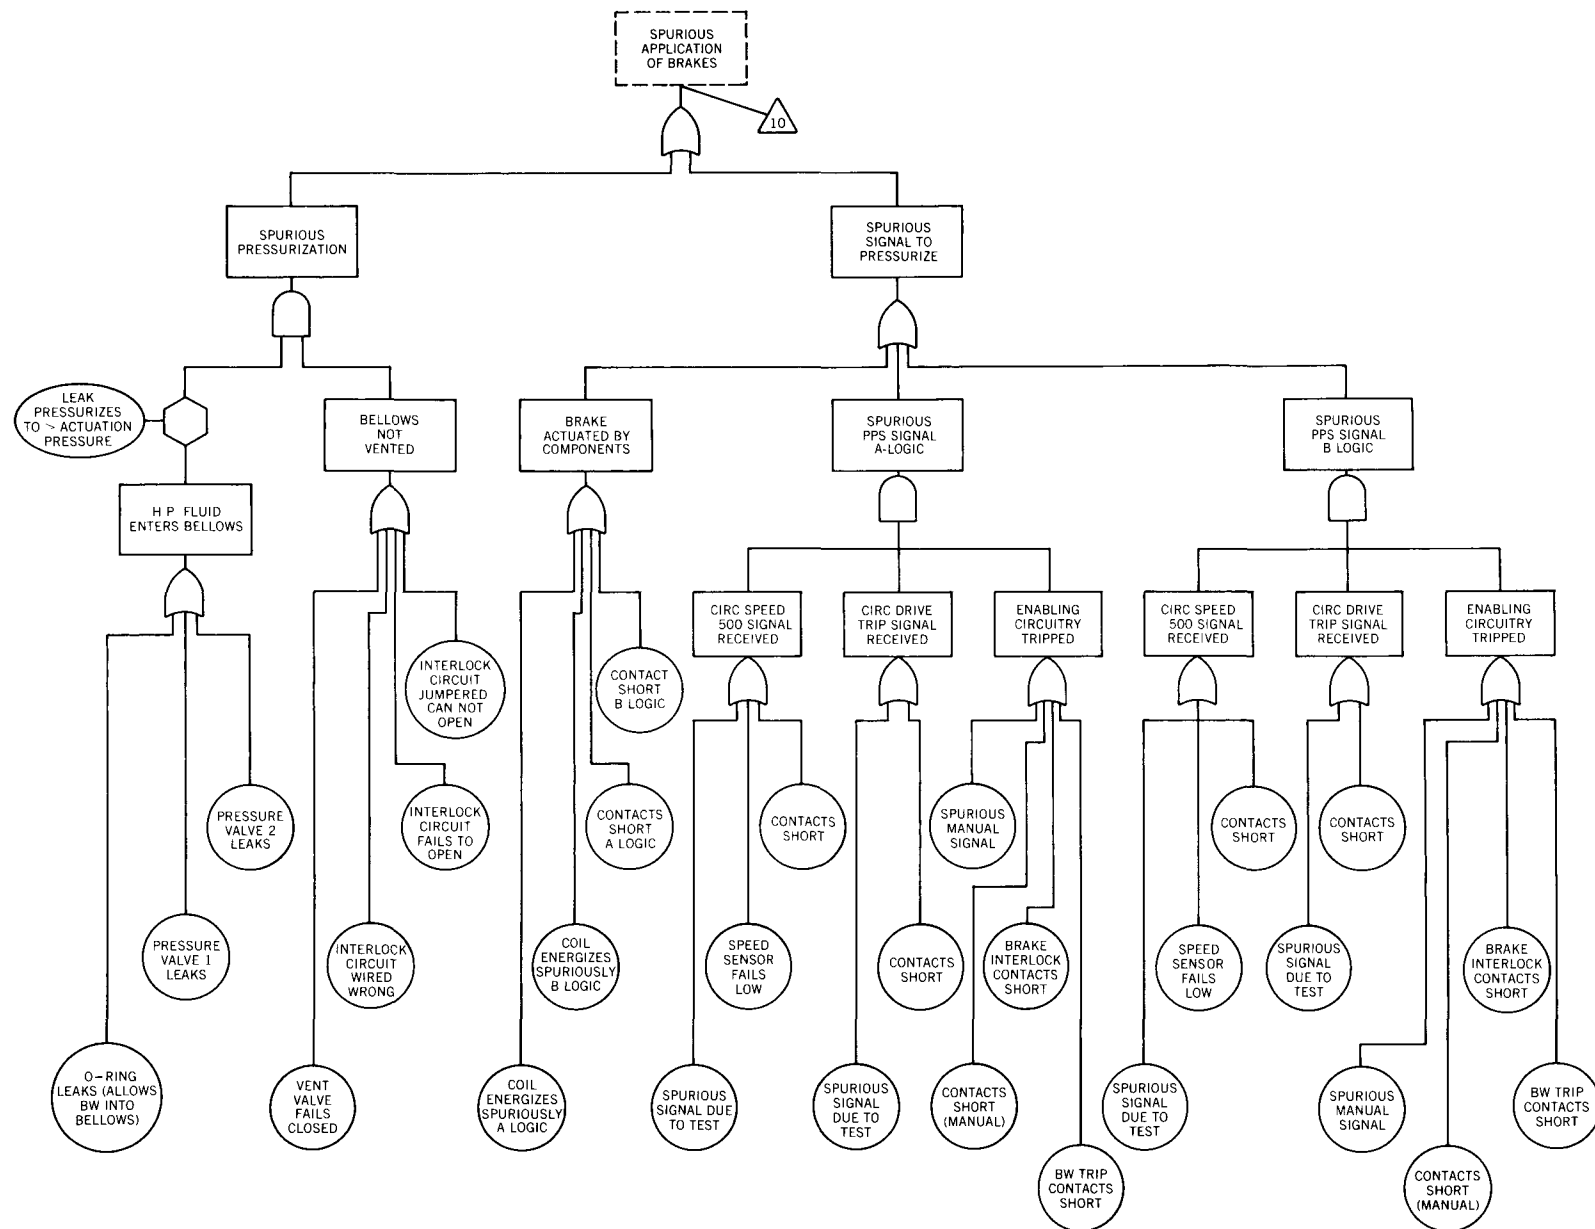 SPURIOUS
APPLICATION
OF BRAKES
10
SPURIOUS
PRESSURIZATION
SPURIOUS
SIGNAL TO
PRESSURIZE
LEAK
PRESSURIZES
TO > ACTUATION
PRESSURE
BELLOWS
NOT
VENTED
BRAKE
ACTUATED BY
COMPONENTS
SPURIOUS
PPS SIGNAL
A-LOGIC
SPURIOUS
PPS SIGNAL
B LOGIC
H P FLUID
ENTERS BELLOWS
CIRC SPEED
500 SIGNAL
RECEIVED
CIRC DRIVE
TRIP SIGNAL
RECEIVED
ENABLING
CIRCUITRY
TRIPPED
CIRC SPEED
500 SIGNAL
RECEIVED
CIRC DRIVE
TRIP SIGNAL
RECEIVED
ENABLING
CIRCUITRY
TRIPPED
INTERLOCK
CIRCUIT
JUMPERED
CAN NOT
OPEN
CONTACT
SHORT
B LOGIC
PRESSURE
VALVE 2
LEAKS
INTERLOCK
CIRCUIT
FAILS TO
OPEN
CONTACTS
SHORT
A LOGIC
CONTACTS
SHORT
SPURIOUS
MANUAL
SIGNAL
CONTACTS
SHORT
CONTACTS
SHORT
PRESSURE
VALVE 1
LEAKS
INTERLOCK
CIRCUIT
WIRED
WRONG
COIL
ENERGIZES
SPURIOUSLY
B LOGIC
SPEED
SENSOR
FAILS
LOW
CONTACTS
SHORT
BRAKE
INTERLOCK
CONTACTS
SHORT
SPEED
SENSOR
FAILS
LOW
SPURIOUS
SIGNAL
DUE TO
TEST
BRAKE
INTERLOCK
CONTACTS
SHORT
O-RING
LEAKS (ALLOWS
BW INTO
BELLOWS)
VENT
VALVE
FAILS
CLOSED
COIL
ENERGIZES
SPURIOUSLY
A LOGIC
SPURIOUS
SIGNAL DUE
TO TEST
SPURIOUS
SIGNAL
DUE TO
TEST
CONTACTS
SHORT
(MANUAL)
SPURIOUS
SIGNAL
DUE TO
TEST
SPURIOUS
MANUAL
SIGNAL
BW TRIP
CONTACTS
SHORT
BW TRIP
CONTACTS
SHORT
CONTACTS
SHORT
(MANUAL)